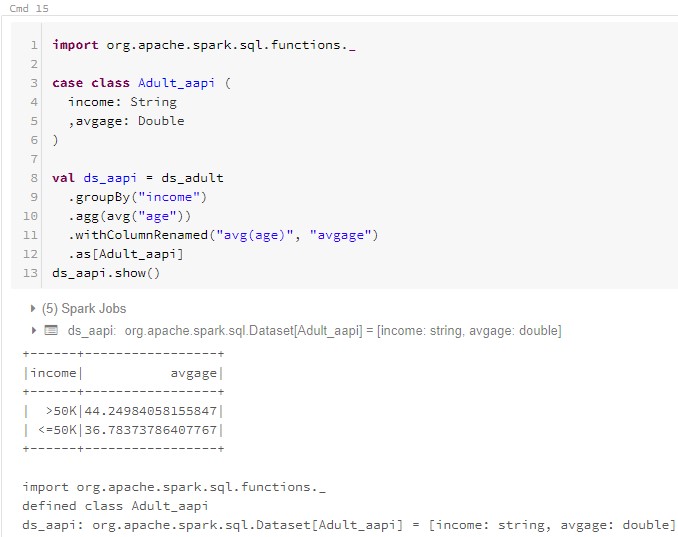 Cmd 15
1 import org.apache.spark.sql.functions._
2
3 case class Adult_aapi (
4   income: String
5   ,avgage: Double
6 )
7
8 val ds_aapi = ds_adult
9   .groupBy("income")
10   .agg(avg("age"))
11   .withColumnRenamed("avg(age)", "avgage")
12   .as[Adult_aapi]
13 ds_aapi.show()
(5) Spark Jobs
ds_aapi: org.apache.spark.sql.Dataset[Adult_aapi] = [income: string, avgage: double]
+------+-----------------+
|income|           avgage|
+------+-----------------+
|  >50K|44.24984058155847|
| <=50K|36.78373786407767|
+------+-----------------+
import org.apache.spark.sql.functions._
defined class Adult_aapi
ds_aapi: org.apache.spark.sql.Dataset[Adult_aapi] = [income: string, avgage: double]